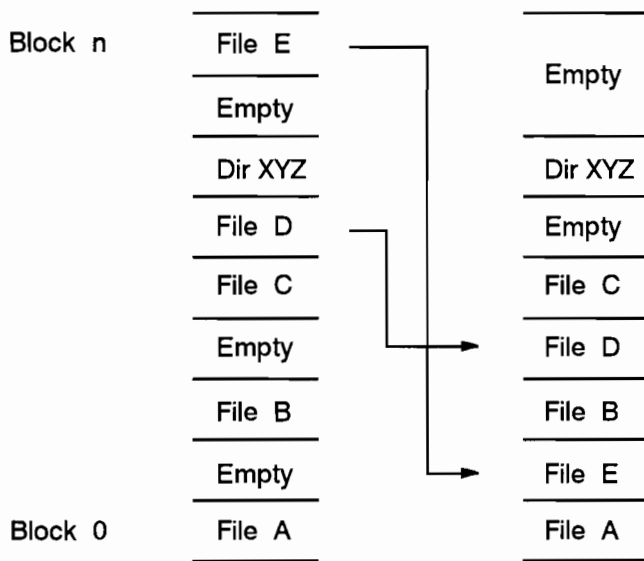 Block n File E
Empty
Empty
Dir XYZ Dir XYZ
File D Empty
File C File C
Empty File D
File B File B
Empty File E
Block 0 File A File A